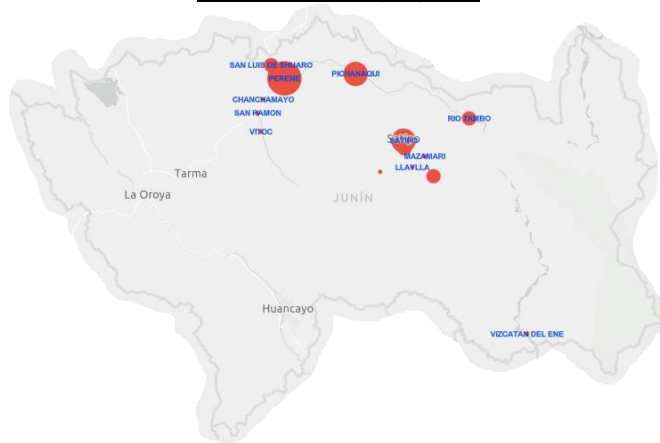 SAN LUIS DE SHUARO
PERENE
PICHANAQUI
CHANCHAMAYO
SAN RAMON
RIO TAMBO
VITOC
SATIPO
MAZAMARI
LLAYLLA
Tarma
La Oroya
JUNÍN
Huancayo
VIZCATAN DEL ENE